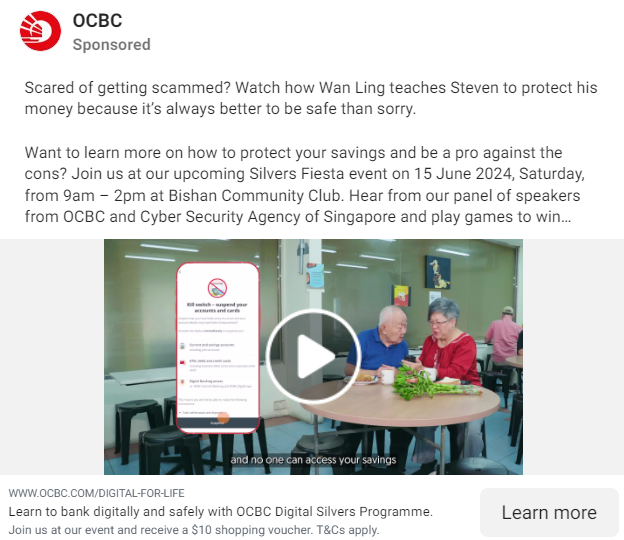 OCBC
Sponsored
Scared of getting scammed? Watch how Wan Ling teaches Steven to protect his
money because it's always better to be safe than sorry.
Want to learn more on how to protect your savings and be a pro against the
cons? Join us at our upcoming Silvers Fiesta event on 15 June 2024, Saturday,
from 9am – 2pm at Bishan Community Club. Hear from our panel of speakers
from OCBC and Cyber Security Agency of Singapore and play games to win...
Kill switch – suspend your
accounts and cards
and no one can access your savings
WWW.OCBC.COM/DIGITAL-FOR-LIFE
Learn to bank digitally and safely with OCBC Digital Silvers Programme.
Join us at our event and receive a $10 shopping voucher. T&Cs apply.
Learn more